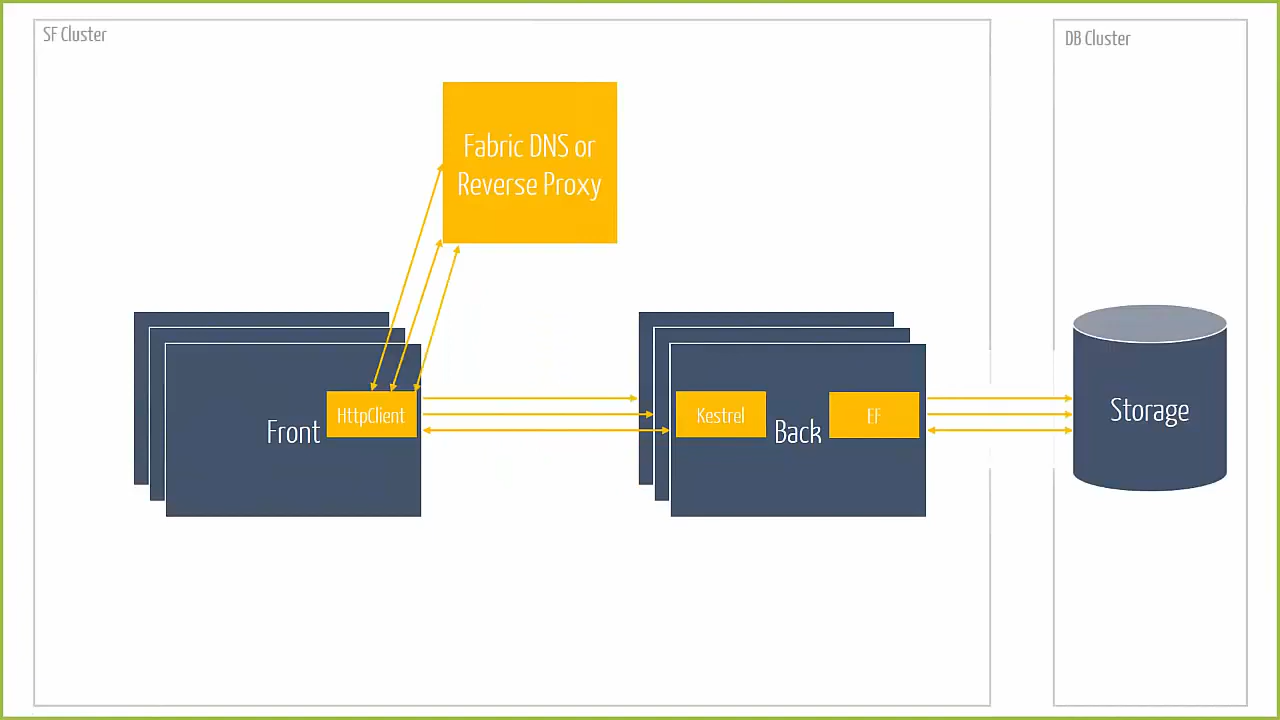 SF Cluster
DB Cluster
Fabric DNS or
Reverse Proxy
Front
HttpClient
Kestrel
Back
EF
Storage